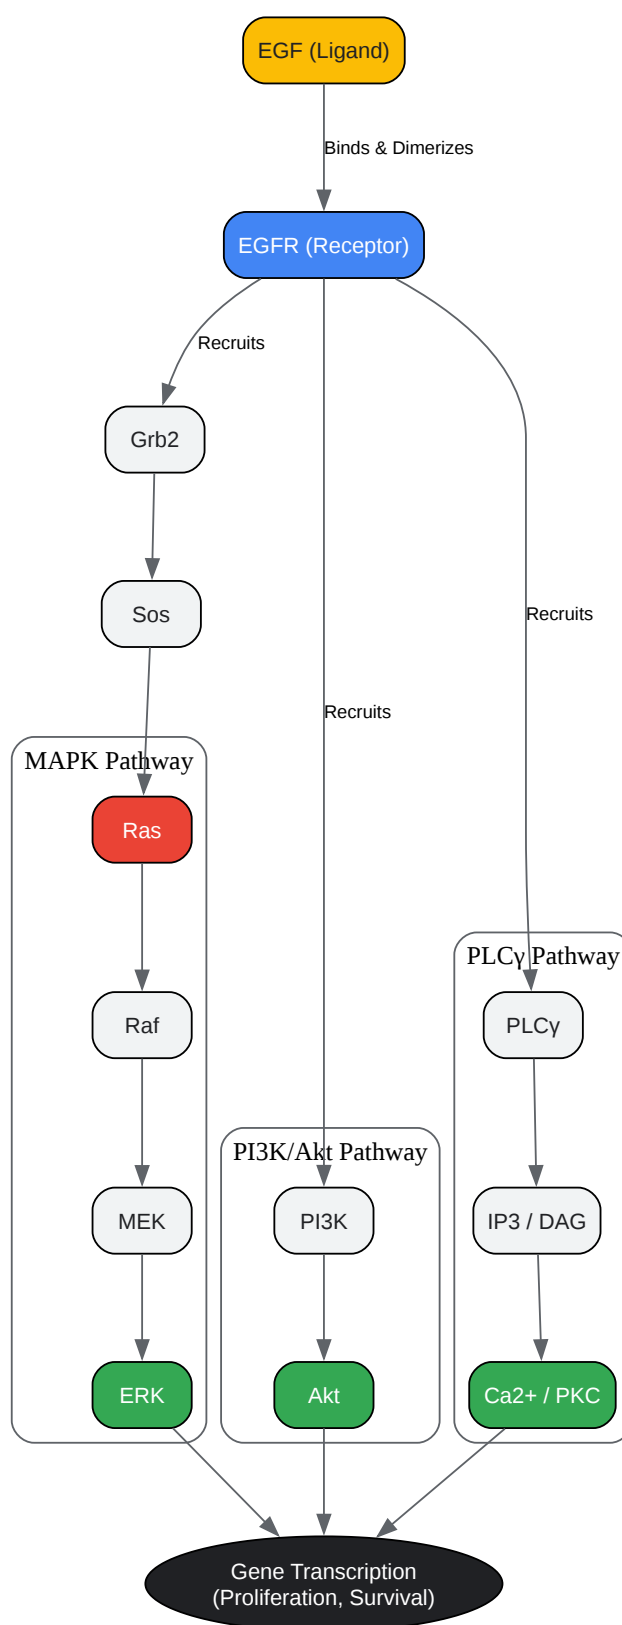 EGF (Ligand)
Binds & Dimerizes
EGFR (Receptor)
Recruits
Grb2
Sos
Recruits
Recruits
MAPK Pathway
Ras
PLCγ Pathway
Raf
PLCγ
PI3K/Akt Pathway
MEK
PI3K
IP3 / DAG
ERK
Akt
Ca2+ / PKC
Gene Transcription
(Proliferation, Survival)